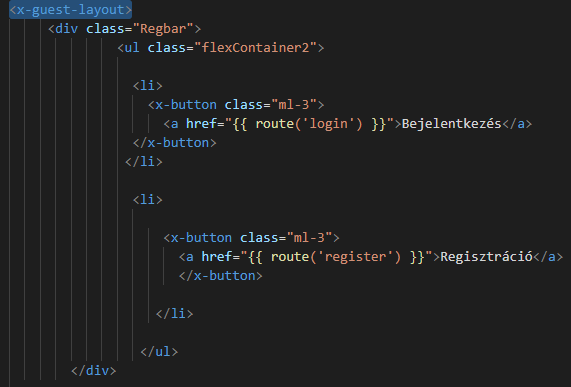 <x-guest-layout>
<div class="Regbar">
<ul class="flexContainer2">
<li>
<x-button class="ml-3">
<a href="{{ route('login') }}">Bejelentkezés</a>
</x-button>
</li>
<li>
<x-button class="ml-3">
<a href="{{ route('register') }}">Regisztráció</a>
</x-button>
</li>
</ul>
</div>